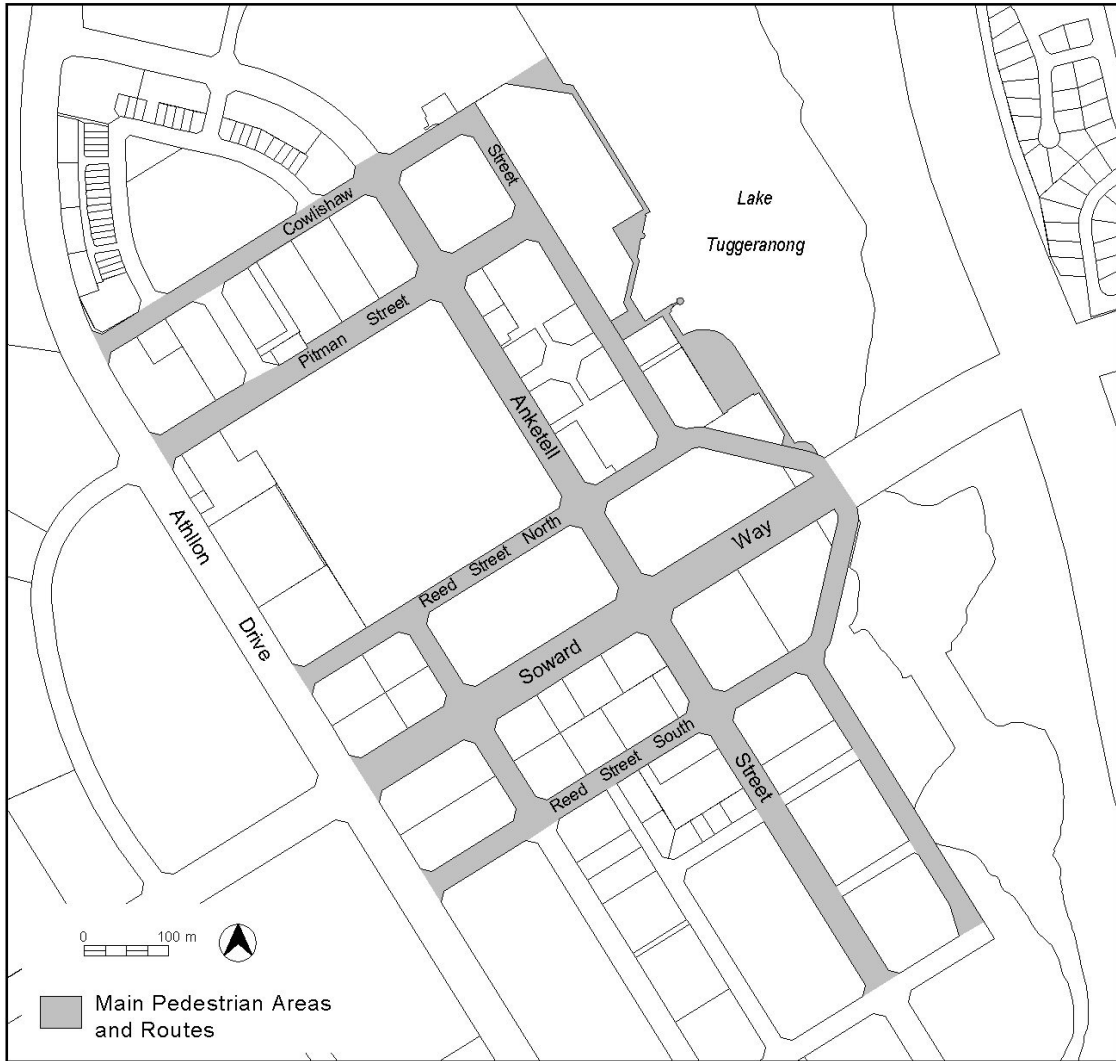 Cowlishaw
Street
Lake
Tuggeranong
Pitman Street
Anketell
Athllon
Drive
Reed Street North
Way
Soward
Reed Street South
Street
0 100 m
Main Pedestrian Areas
and Routes